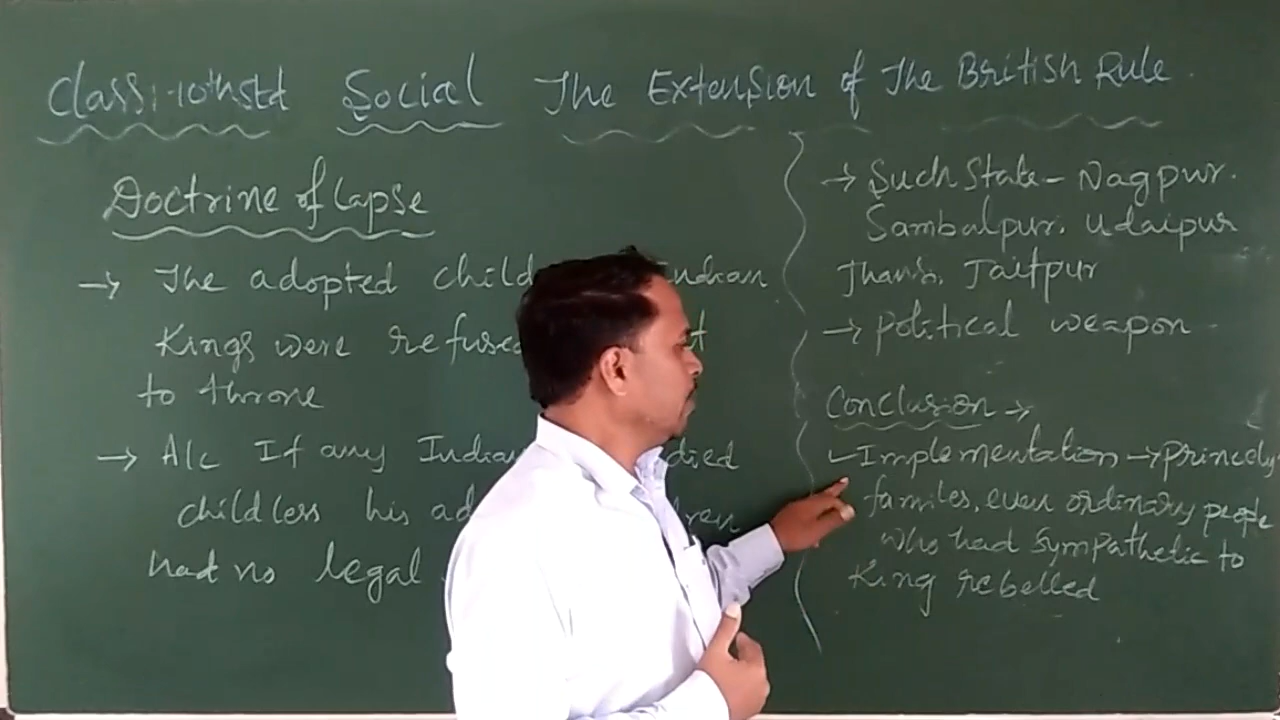 Class:-10th std Social The Extension of The British Rule.
Doctrine of Lapse
→ The adopted child Indian
Kings were refused
to throne
→ A/c If any Indian died
childless his
had no legal
→ Such State - Nagpur.
Sambalpur. Udaipur
Jhansi, Jaitpur
→ political weapon
Conclusion →
Implementation → princely
families, even ordinary people
who had sympathetic to
King rebelled